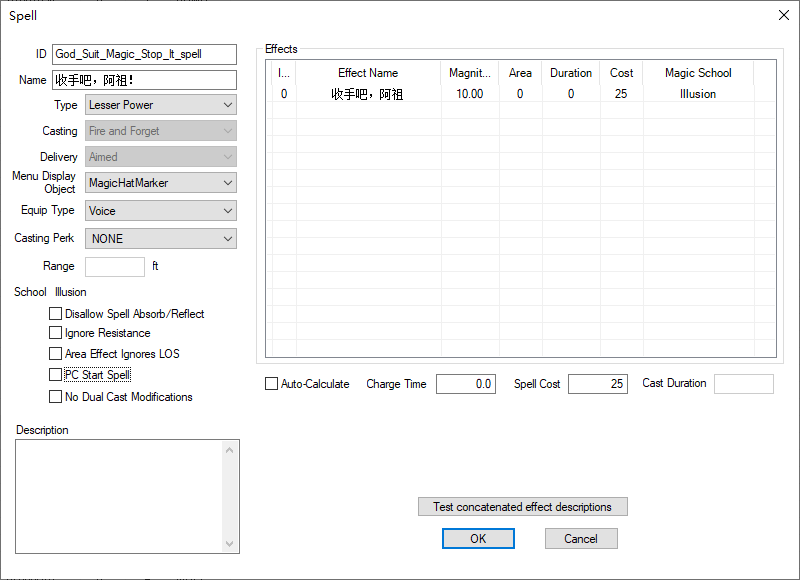 Spell
ID God_Suit_Magic_Stop_It_spell
Name 收手吧，阿祖！
Type Lesser Power
Casting Fire and Forget
Delivery Aimed
Menu Display Object MagicHatMarker
Equip Type Voice
Casting Perk NONE
Range ft
School Illusion
Disallow Spell Absorb/Reflect
Ignore Resistance
Area Effect Ignores LOS
PC Start Spell
No Dual Cast Modifications
Description
Effects
I... Effect Name Magnit... Area Duration Cost Magic School
0 收手吧，阿祖 10.00 0 0 25 Illusion
Auto-Calculate Charge Time 0.0 Spell Cost 25 Cast Duration
Test concatenated effect descriptions
OK Cancel